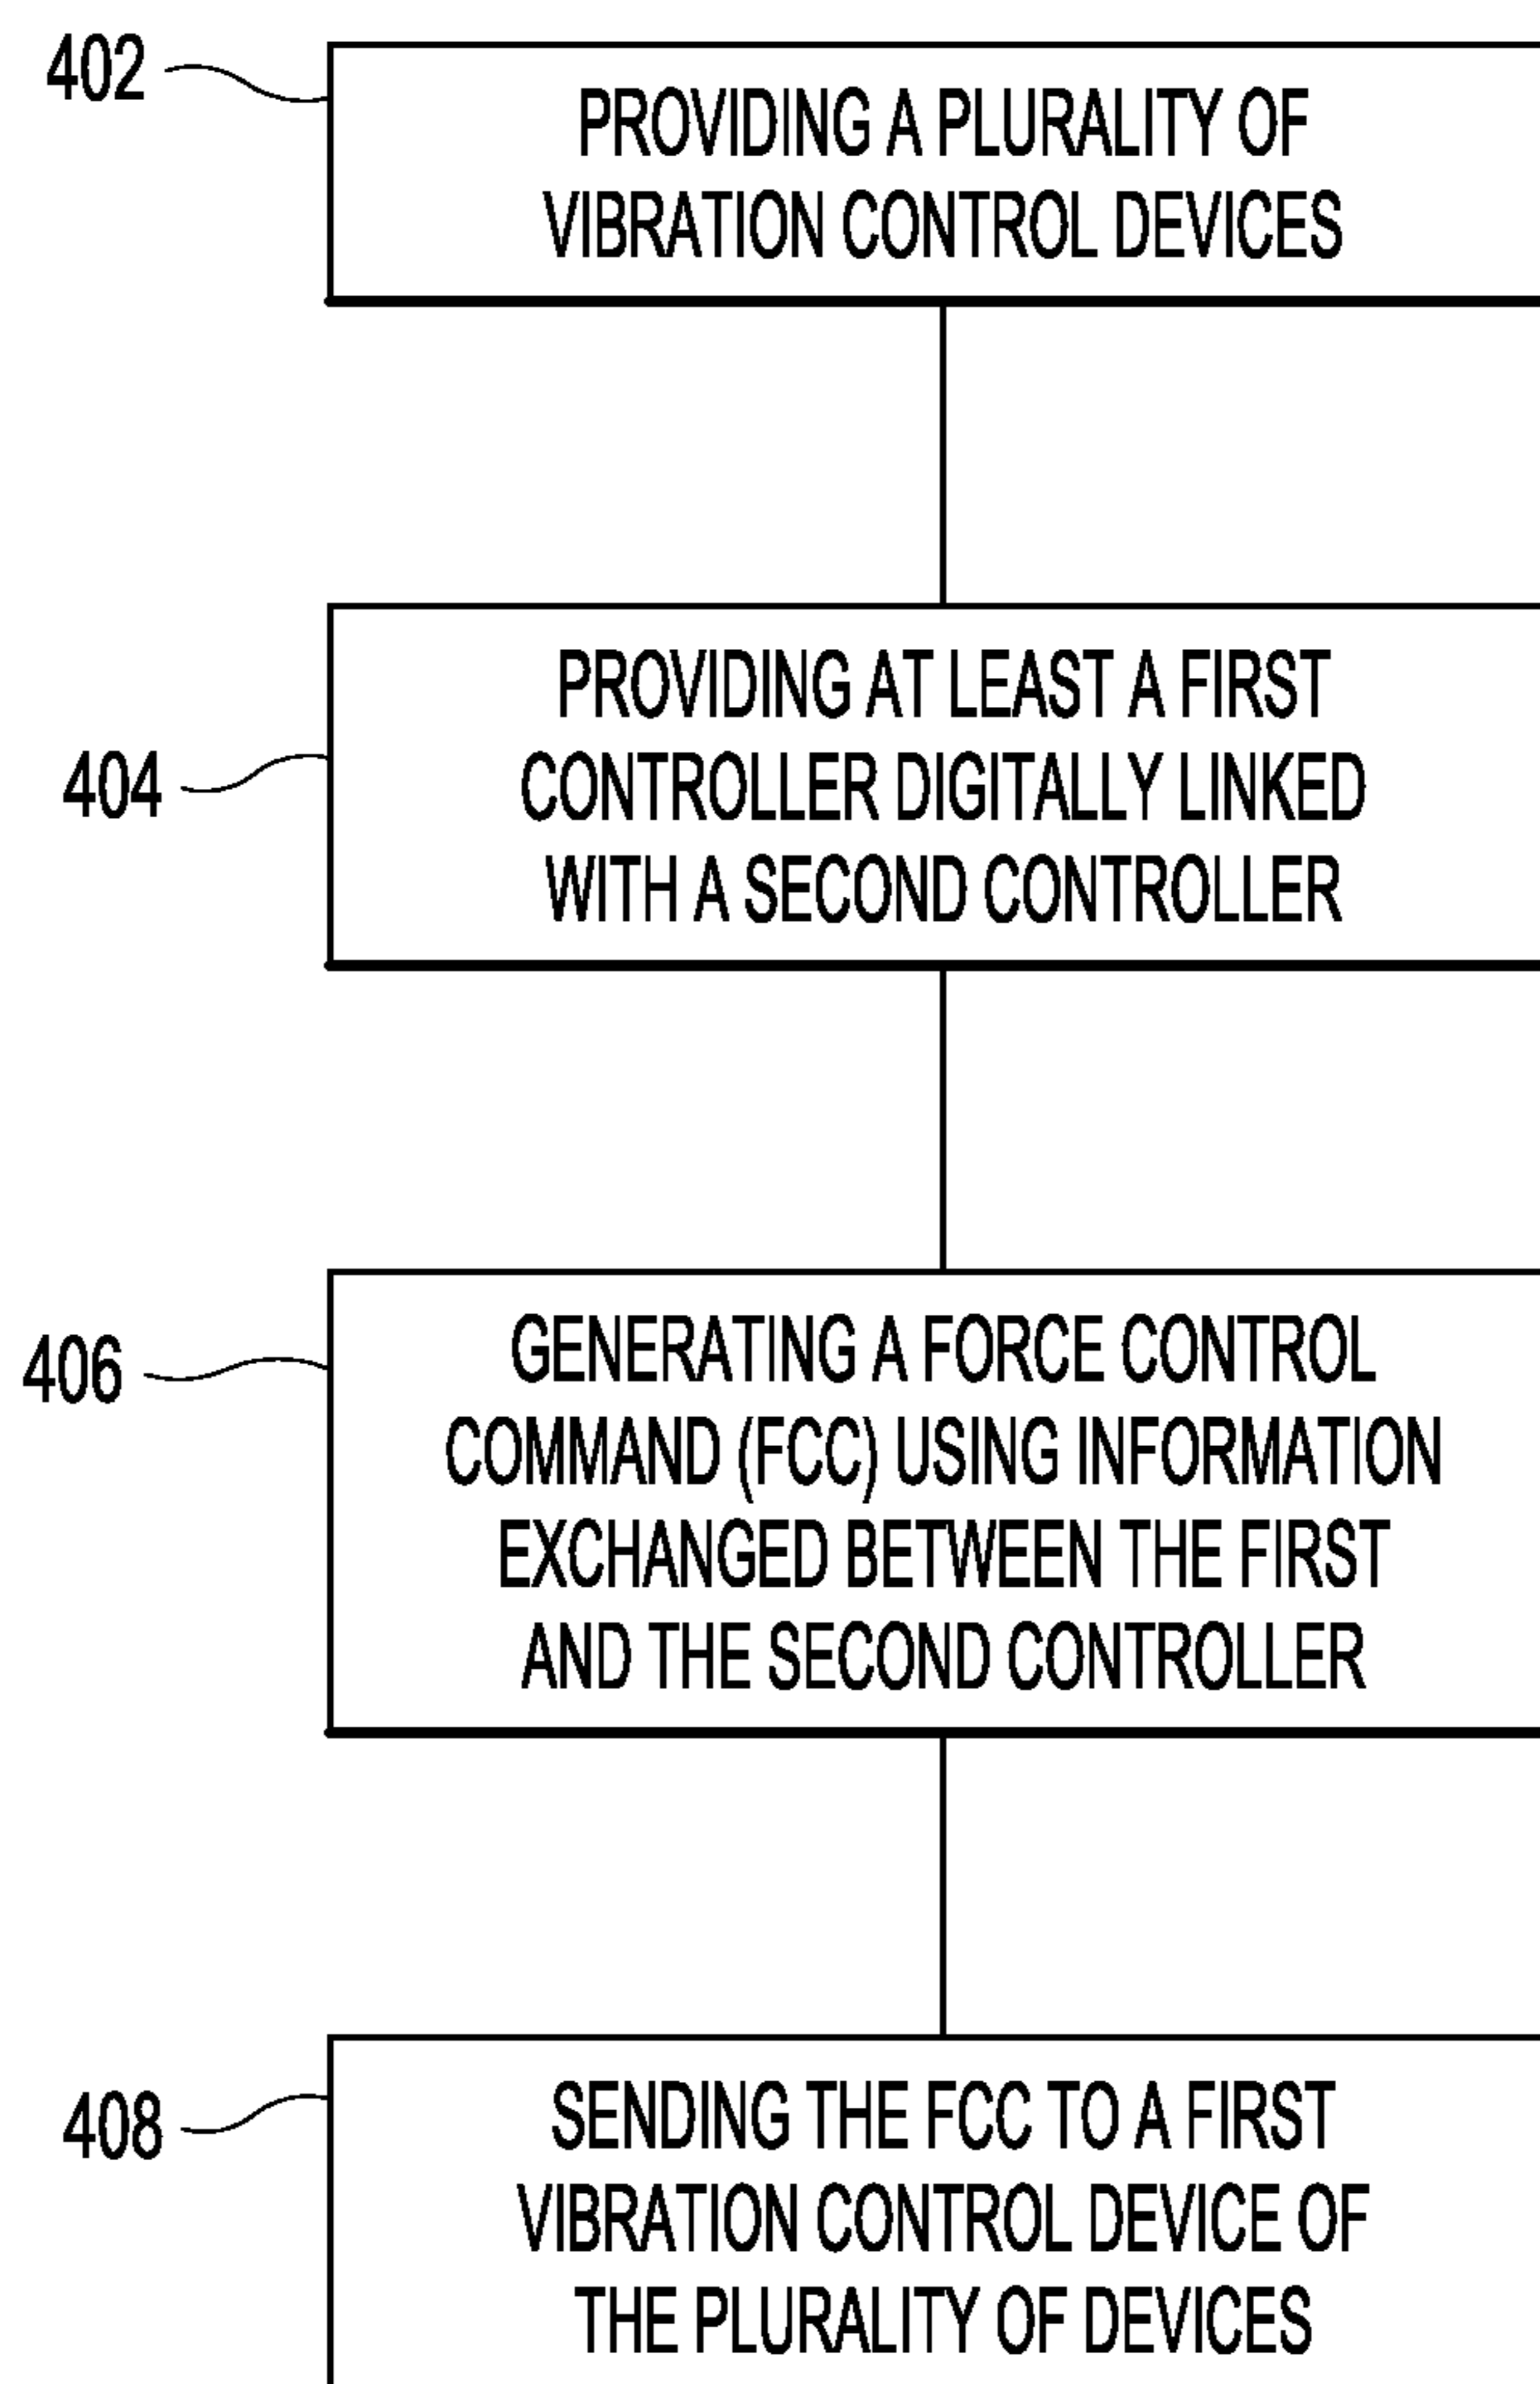 402
PROVIDING A PLURALITY OF
VIBRATION CONTROL DEVICES
PROVIDING AT LEAST A FIRST
404
CONTROLLER DIGITALLY LINKED
WITH A SECOND CONTROLLER
406
GENERATING A FORCE CONTROL
COMMAND (FCC) USING INFORMATION
EXCHANGED BETWEEN THE FIRST
AND THE SECOND CONTROLLER
408
SENDING THE FCC TO A FIRST
VIBRATION CONTROL DEVICE OF
THE PLURALITY OF DEVICES